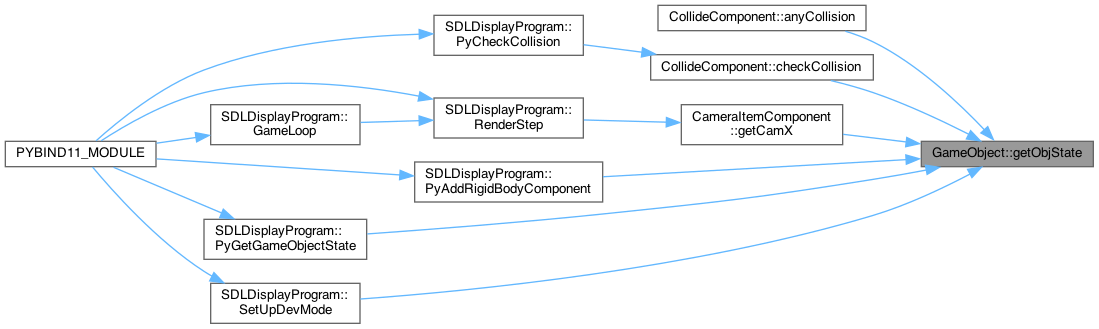 CollideComponent::anyCollision
SDLDisplayProgram::
PyCheckCollision
CollideComponent::checkCollision
SDLDisplayProgram::
GameLoop
SDLDisplayProgram::
RenderStep
CameraItemComponent
::getCamX
PYBIND11_MODULE
GameObject::getObjState
SDLDisplayProgram::
PyAddRigidBodyComponent
SDLDisplayProgram::
PyGetGameObjectState
SDLDisplayProgram::
SetUpDevMode